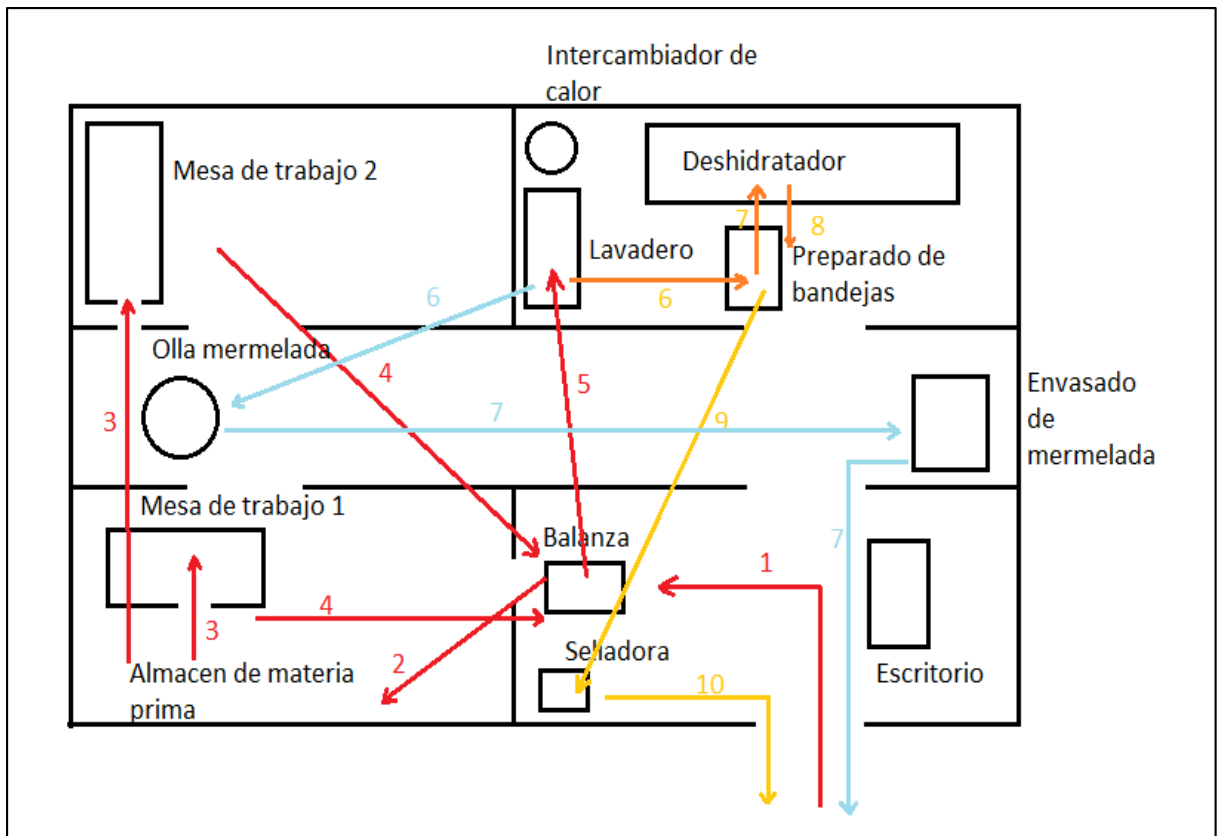 Intercambiador de
calor
Mesa de trabajo 2
Deshidratador
7
8
Lavadero
Preparado de
bandejas
6
6
Olla mermelada
4
5
Envasado
de
mermelada
3
7
9
Mesa de trabajo 1
Balanza
7
1
4
3
2
Selladora
Almacen de materia
prima
10
Escritorio